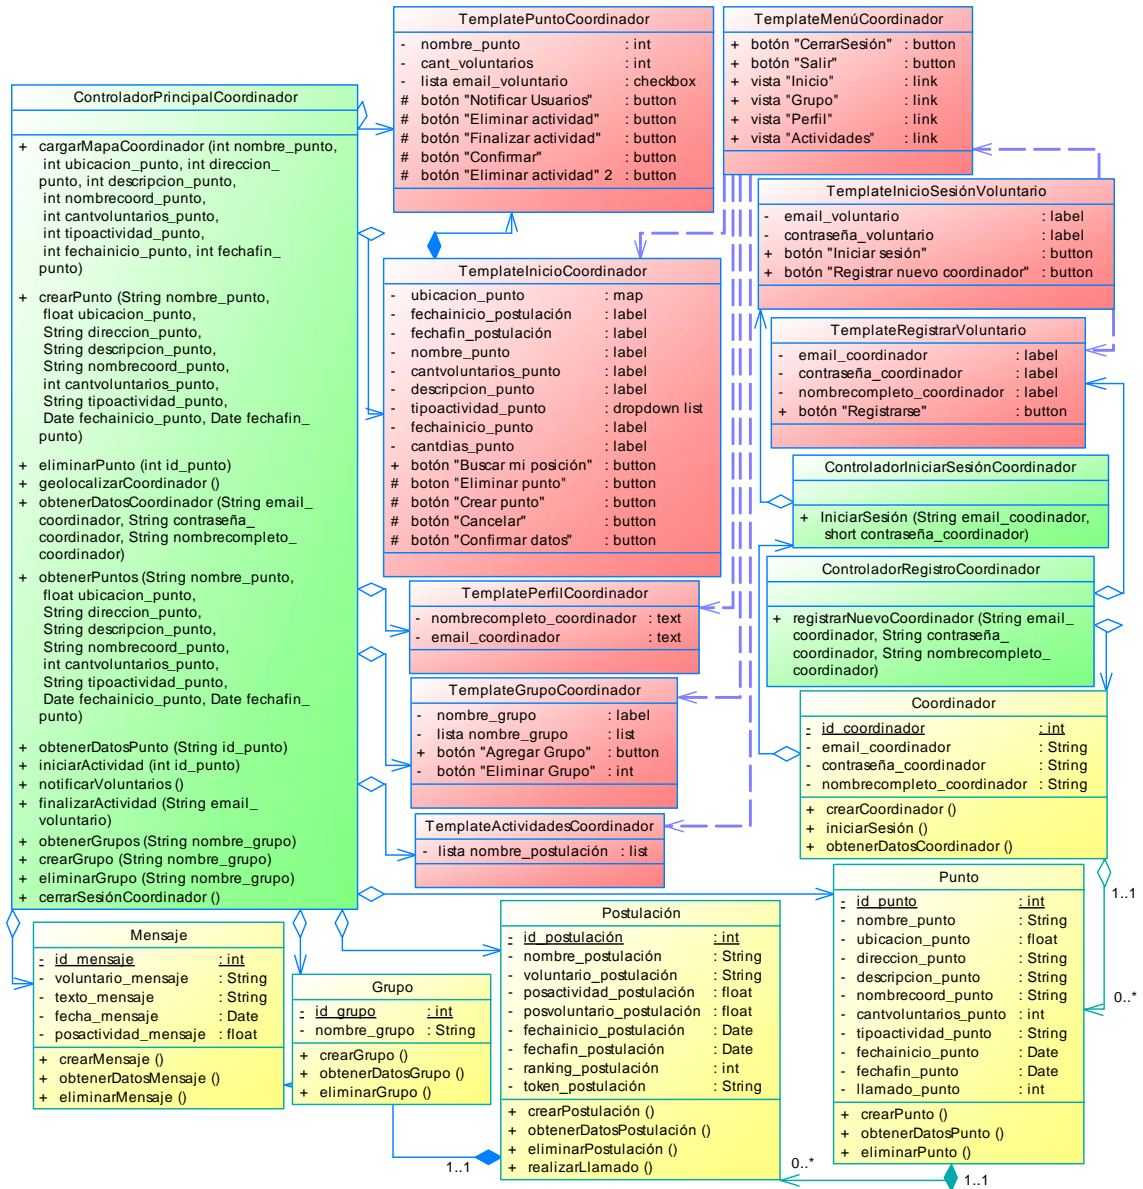 TemplatePuntoCoordinador
- nombre_punto : int
- cant_voluntarios : int
- lista email_voluntario : checkbox
# botón "Notificar Usuarios" : button
# botón "Eliminar actividad" : button
# botón "Finalizar actividad" : button
# botón "Confirmar" : button
# botón "Eliminar actividad" 2 : button
TemplateMenúCoordinador
+ botón "CerrarSesión" : button
+ botón "Salir" : button
+ vista "Inicio" : link
+ vista "Grupo" : link
+ vista "Perfil" : link
+ vista "Actividades" : link
ControladorPrincipalCoordinador
+ cargarMapaCoordinador (int nombre_punto,
int ubicacion_punto, int direccion_
punto, int descripcion_punto,
int nombrecoord_punto,
int cantvoluntarios_punto,
int tipoactividad_punto,
int fechainicio_punto, int fechafin_
punto)
+ crearPunto (String nombre_punto,
float ubicacion_punto,
String direccion_punto,
String descripcion_punto,
String nombrecoord_punto,
int cantvoluntarios_punto,
String tipoactividad_punto,
Date fechainicio_punto, Date fechafin_
punto)
+ eliminarPunto (int id_punto)
+ geolocalizarCoordinador ()
+ obtenerDatosCoordinador (String email_
coordinador, String contraseña_
coordinador, String nombrecompleto_
coordinador)
+ obtenerPuntos (String nombre_punto,
float ubicacion_punto,
String direccion_punto,
String descripcion_punto,
String nombrecoord_punto,
int cantvoluntarios_punto,
String tipoactividad_punto,
Date fechainicio_punto, Date fechafin_
punto)
+ obtenerDatosPunto (String id_punto)
+ iniciarActividad (int id_punto)
+ notificarVoluntarios ()
+ finalizarActividad (String email_
voluntario)
+ obtenerGrupos (String nombre_grupo)
+ crearGrupo (String nombre_grupo)
+ eliminarGrupo (String nombre_grupo)
+ cerrarSesiónCoordinador ()
TemplateInicioSesiónVoluntario
- email_voluntario : label
- contraseña_voluntario : label
+ botón "Iniciar sesión" : button
+ botón "Registrar nuevo coordinador" : button
TemplateInicioCoordinador
- ubicacion_punto : map
- fechainicio_postulación : label
- fechafin_postulación : label
- nombre_punto : label
- cantvoluntarios_punto : label
- descripcion_punto : label
- tipoactividad_punto : dropdown list
- fechainicio_punto : label
- cantdias_punto : label
+ botón "Buscar mi posición" : button
# botón "Eliminar punto" : button
# botón "Crear punto" : button
# botón "Cancelar" : button
# botón "Confirmar datos" : button
TemplateRegistrarVoluntario
- email_coordinador : label
- contraseña_coordinador : label
- nombrecompleto_coordinador : label
+ botón "Registrarse" : button
ControladorIniciarSesiónCoordinador
+ IniciarSesión (String email_coodinador,
short contraseña_coordinador)
ControladorRegistroCoordinador
+ registrarNuevoCoordinador (String email_
coordinador, String contraseña_
coordinador, String nombrecompleto_
coordinador)
TemplatePerfilCoordinador
- nombrecompleto_coordinador : text
- email_coordinador : text
TemplateGrupoCoordinador
- nombre_grupo : label
- lista nombre_grupo : list
+ botón "Agregar Grupo" : button
- botón "Eliminar Grupo" : int
TemplateActividadesCoordinador
- lista nombre_postulación : list
Coordinador
- id_coordinador : int
- email_coordinador : String
- contraseña_coordinador : String
- nombrecompleto_coordinador : String
+ crearCoordinador ()
+ iniciarSesión ()
+ obtenerDatosCoordinador ()
1..1
0..*
Punto
- id_punto : int
- nombre_punto : String
- ubicacion_punto : float
- direccion_punto : String
- descripcion_punto : String
- nombrecoord_punto : String
- cantvoluntarios_punto : int
- tipoactividad_punto : String
- fechainicio_punto : Date
- fechafin_punto : Date
- llamado_punto : int
+ crearPunto ()
+ obtenerDatosPunto ()
+ eliminarPunto ()
Postulación
- id_postulación : int
- nombre_postulación : String
- voluntario_postulación : String
- posactividad_postulación : float
- posvoluntario_postulación : float
- fechainicio_postulación : Date
- fechafin_postulación : Date
- ranking_postulación : int
- token_postulación : String
+ crearPostulación ()
+ obtenerDatosPostulación ()
+ eliminarPostulación ()
+ realizarLlamado ()
Mensaje
- id_mensaje : int
- voluntario_mensaje : String
- texto_mensaje : String
- fecha_mensaje : Date
- posactividad_mensaje : float
+ crearMensaje ()
+ obtenerDatosMensaje ()
+ eliminarMensaje ()
Grupo
- id_grupo : int
- nombre_grupo : String
+ crearGrupo ()
+ obtenerDatosGrupo ()
+ eliminarGrupo ()
1..1
0..*
1..1